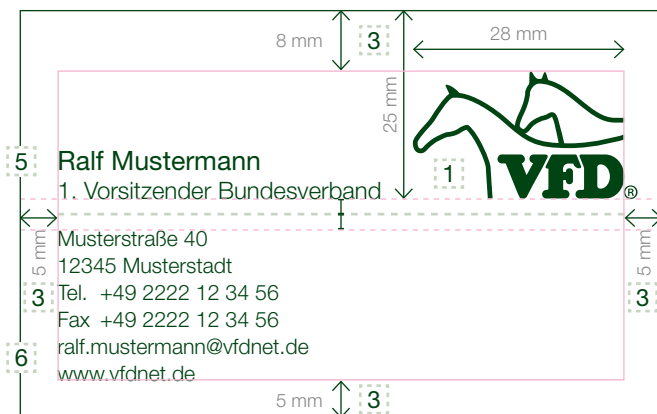 8 mm
3
28 mm
25 mm
5
Ralf Mustermann
1. Vorsitzender Bundesverband
1
VFD®
5 mm
5 mm
Musterstraße 40
12345 Musterstadt
3
Tel. +49 2222 12 34 56
3
Fax +49 2222 12 34 56
6
ralf.mustermann@vfdnet.de
www.vfdnet.de
5 mm
3